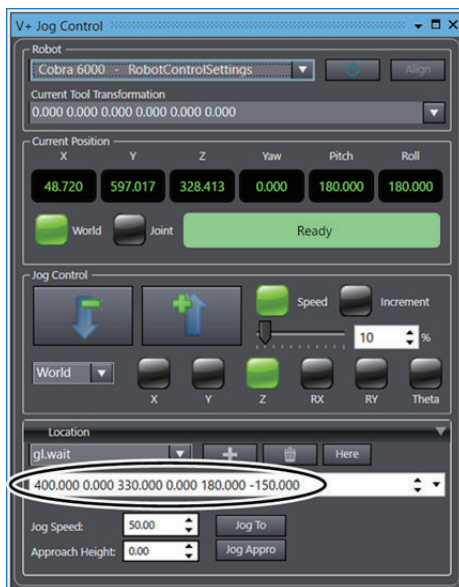 V+ Jog Control
Robot
Cobra 6000 - RobotControlSettings
Align
Current Tool Transformation
0.000 0.000 0.000 0.000 0.000 0.000
Current Position
X Y Z Yaw Pitch Roll
48.720 597.017 328.413 0.000 180.000 180.000
World Joint Ready
Jog Control
Speed Increment
10 %
World
X Y Z RX RY Theta
Location
gl.wait Here
400.000 0.000 330.000 0.000 180.000 -150.000
Jog Speed: 50.00 Jog To
Approach Height: 0.00 Jog Appro